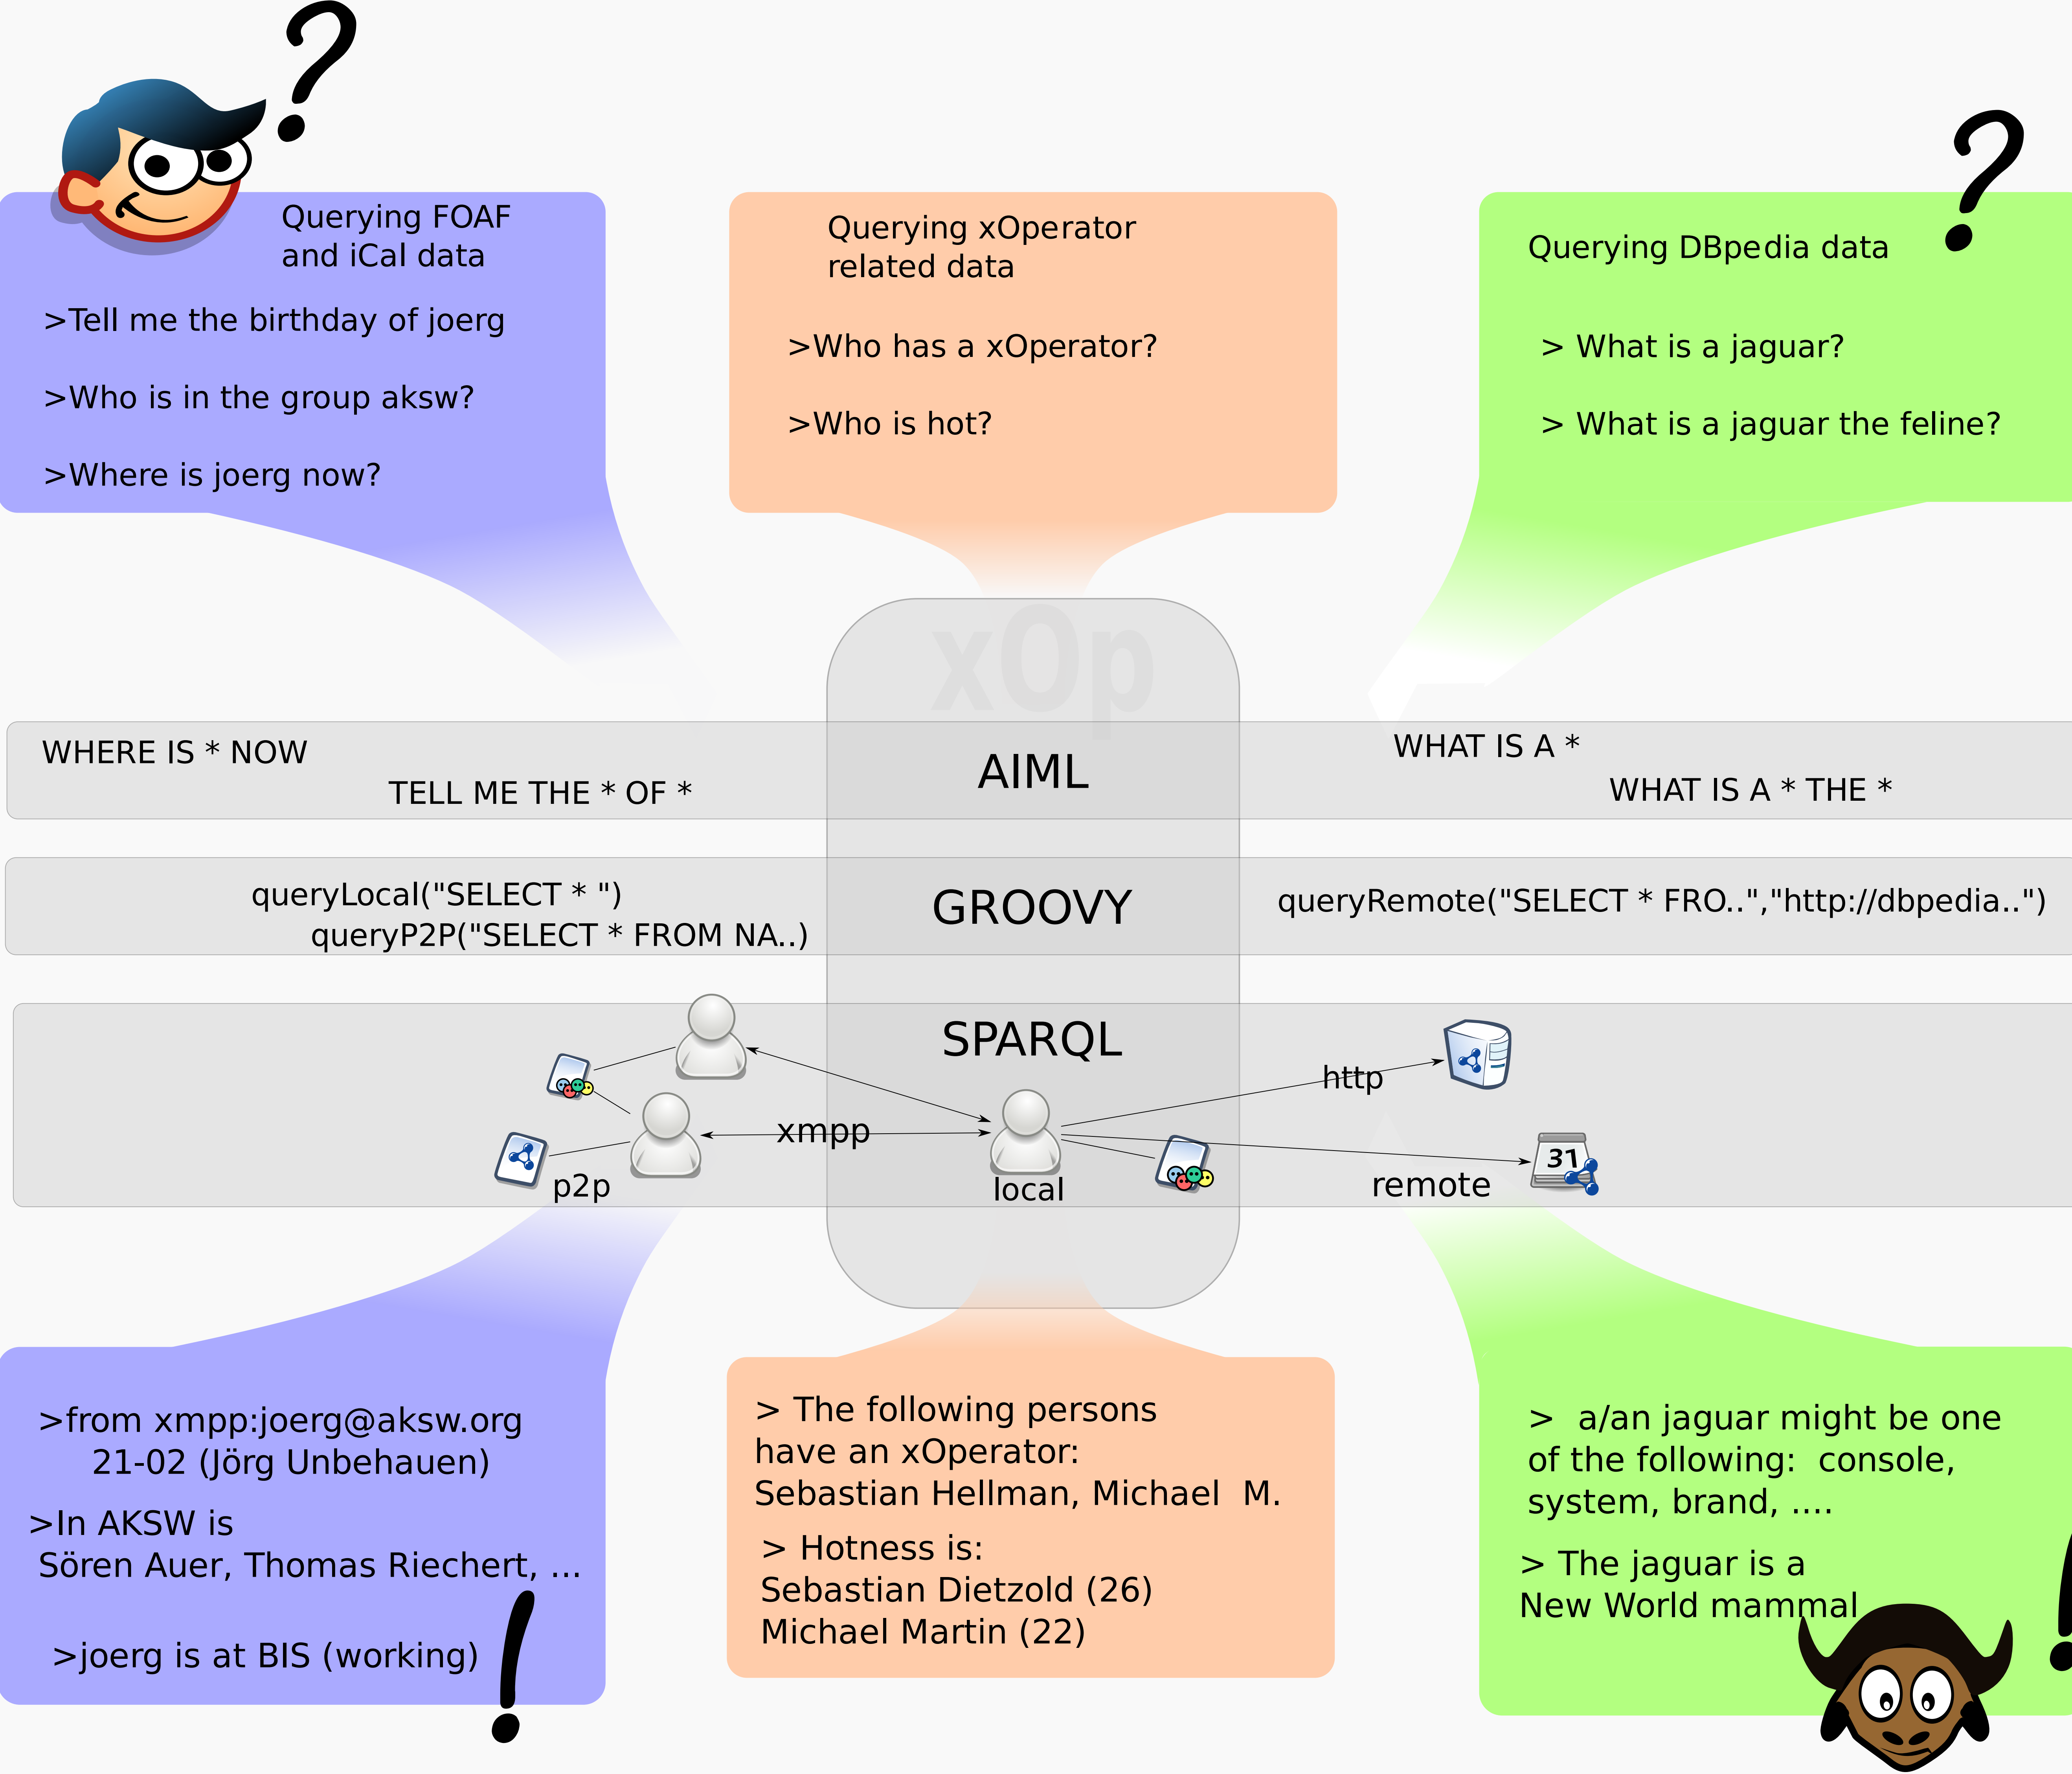 ?
Querying FOAF
and iCal data
>Tell me the birthday of joerg
>Who is in the group aksw?
>Where is joerg now?
Querying xOperator
related data
>Who has a xOperator?
>Who is hot?
?
Querying DBpedia data
> What is a jaguar?
> What is a jaguar the feline?
xOp
WHERE IS * NOW
TELL ME THE * OF *
AIML
WHAT IS A *
WHAT IS A * THE *
queryLocal("SELECT * ")
queryP2P("SELECT * FROM NA..)
GROOVY
queryRemote("SELECT * FRO..","http://dbpedia..")
SPARQL
http
xmpp
31
p2p
local
remote
>from xmpp:joerg@aksw.org
21-02 (Jörg Unbehauen)
>In AKSW is
Sören Auer, Thomas Riechert, ...
>joerg is at BIS (working)
!
> The following persons
have an xOperator:
Sebastian Hellman, Michael  M.
> Hotness is:
Sebastian Dietzold (26)
Michael Martin (22)
>  a/an jaguar might be one
of the following:  console,
system, brand, ....
> The jaguar is a
New World mammal
!